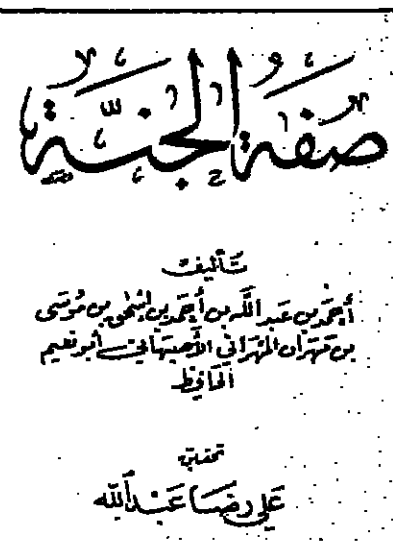 صفة الجنة
تأليف
أحمد بن عبد الله بن أحمد بن إسحق بن موسى
بن مهران المهراني الأصبهاني أبو نعيم
الحافظ
تحقيق
علي رضا عبد الله